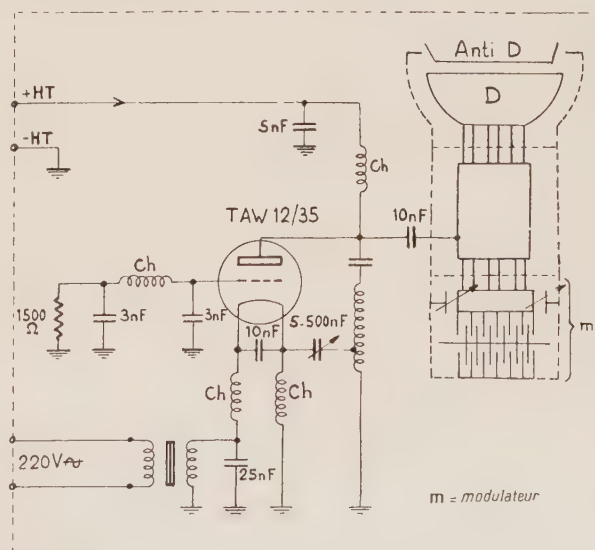 Anti D
D
+HT
-HT
5nF
Ch
TAW 12/35
10nF
Ch
1500
Ω
3nF
3nF
10nF
5-500nF
m
Ch
Ch
220V
25nF
m = modulateur